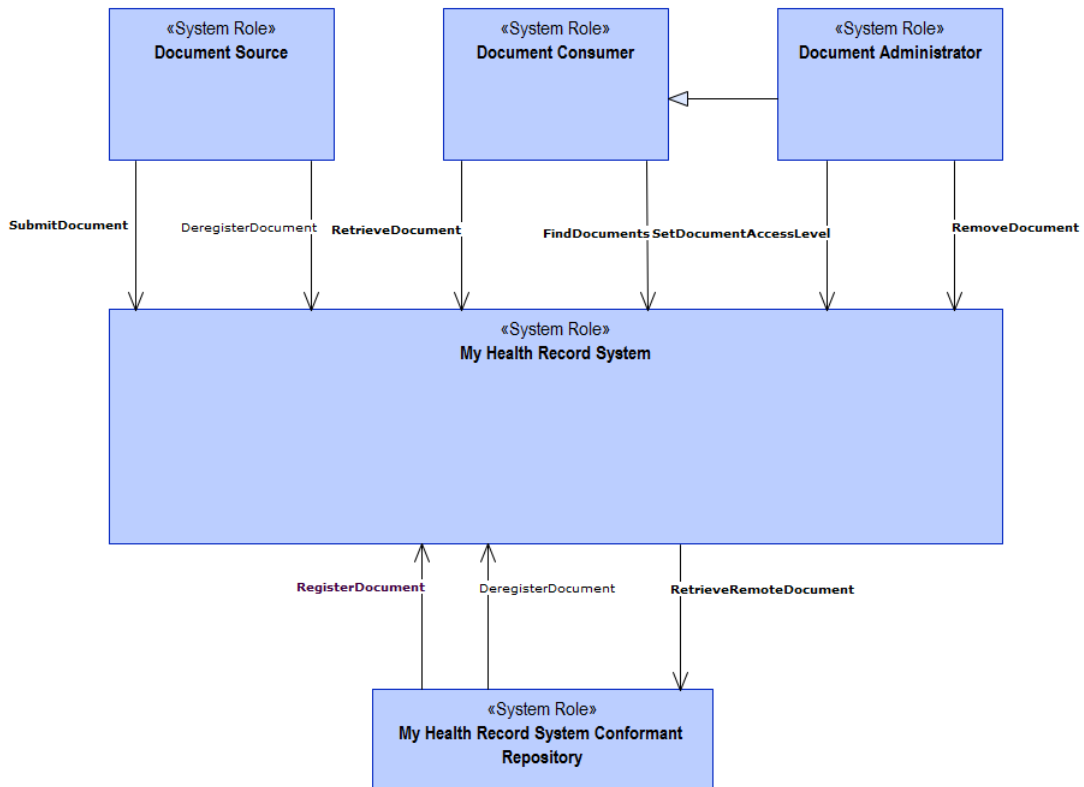 «System Role»
Document Source
«System Role»
Document Consumer
«System Role»
Document Administrator
SubmitDocument
DeregisterDocument
RetrieveDocument
FindDocuments
SetDocumentAccessLevel
RemoveDocument
«System Role»
My Health Record System
RegisterDocument
DeregisterDocument
RetrieveRemoteDocument
«System Role»
My Health Record System Conformant
Repository